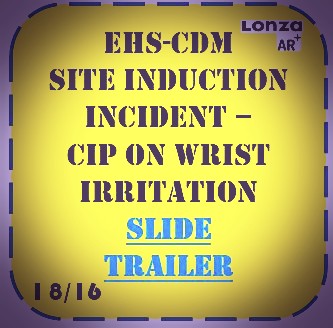 Lonza
AR+
EHS-CDM
SITE INDUCTION
INCIDENT –
CIP ON WRIST
IRRITATION
SLIDE
TRAILER
18/16